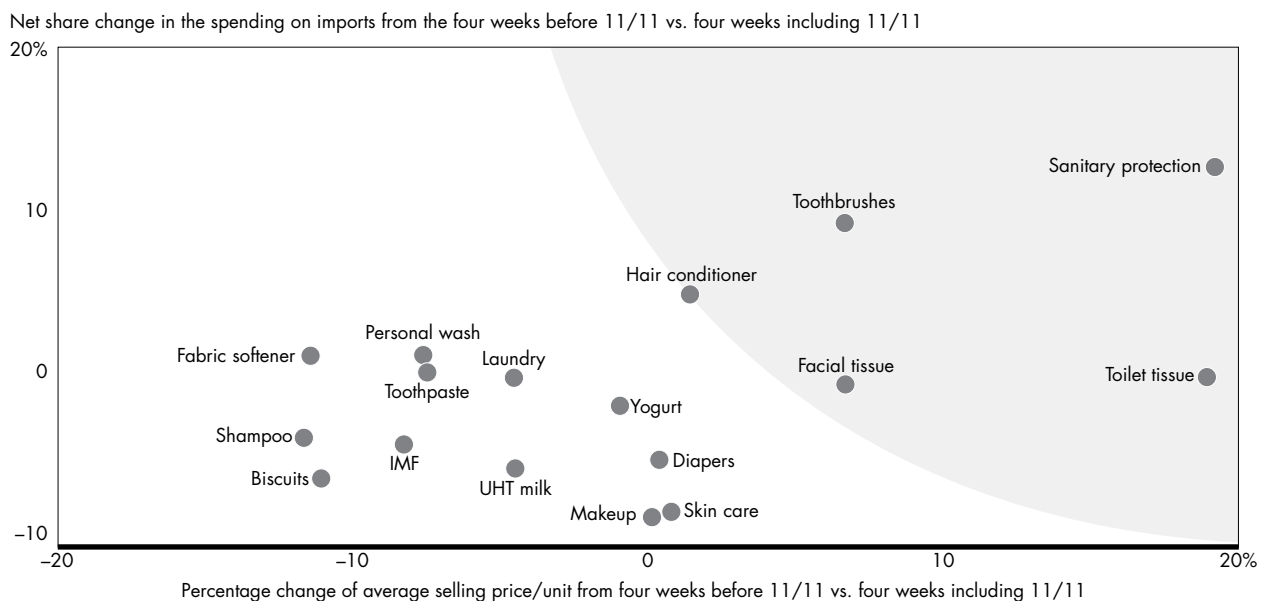 Net share change in the spending on imports from the four weeks before 11/11 vs. four weeks including 11/11
20%
Sanitary protection
Toothbrushes
10
Hair conditioner
Personal wash
Fabric softener
Laundry
Facial tissue
0
Toilet tissue
Toothpaste
Yogurt
Shampoo
IMF
Diapers
Biscuits
UHT milk
Makeup
Skin care
–10
–20
–10
0
10
20%
Percentage change of average selling price/unit from four weeks before 11/11 vs. four weeks including 11/11